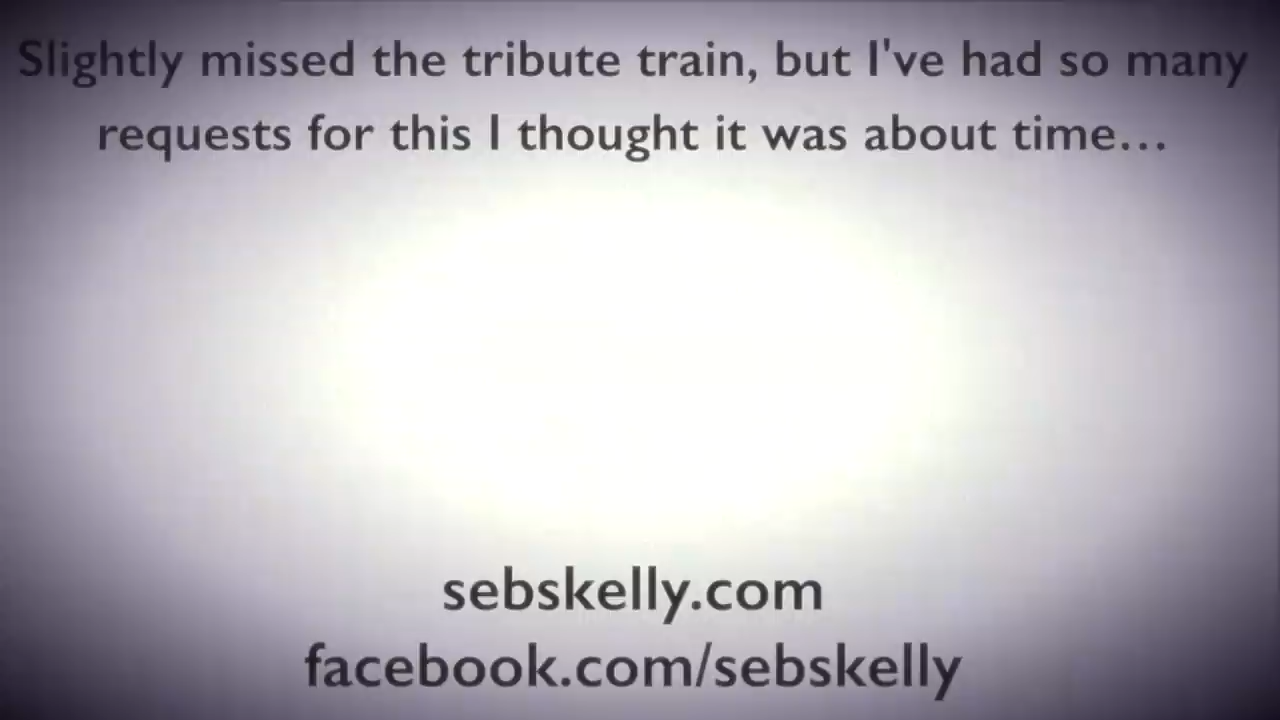 Slightly missed the tribute train, but I've had so many
requests for this I thought it was about time...
sebskelly.com
facebook.com/sebskelly